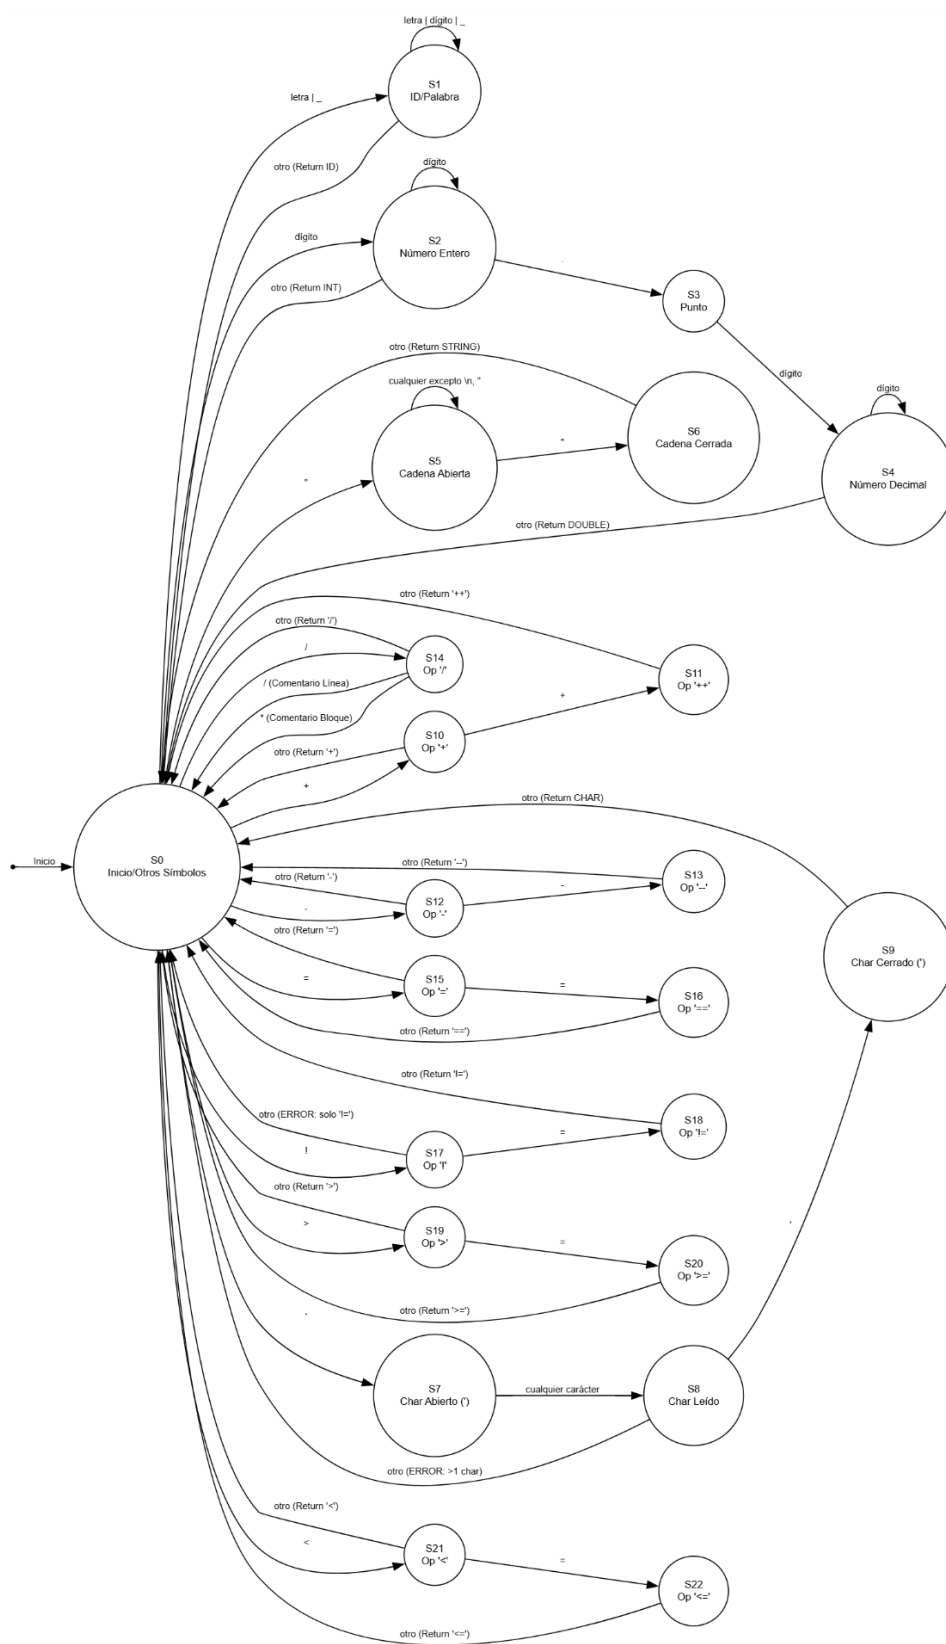 letra | dígito | _
S1
ID/Palabra
letra | _
otro (Return ID)
dígito
S2
Número Entero
dígito
otro (Return INT)
.
S3
Punto
otro (Return STRING)
dígito
cualquier excepto \n, "
dígito
S5
Cadena Abierta
"
S6
Cadena Cerrada
"
S4
Número Decimal
otro (Return DOUBLE)
otro (Return '++')
otro (Return '/')
/
S14
Op '/'
/ (Comentario Línea)
* (Comentario Bloque)
S11
Op '++'
+
S10
Op '+'
otro (Return '+')
+
otro (Return CHAR)
Inicio
S0
Inicio/Otros Símbolos
otro (Return '--')
S13
Op '--'
otro (Return '-')
-
S12
Op '-'
-
otro (Return '=')
S9
Char Cerrado (')
=
S15
Op '='
=
S16
Op '=='
otro (Return '==')
otro (Return '!=')
otro (ERROR: solo '!=')
S18
Op '!='
=
!
S17
Op '!'
otro (Return '>')
>
S19
Op '>'
=
'
S20
Op '>='
otro (Return '>=')
'
S7
Char Abierto (')
cualquier carácter
S8
Char Leído
otro (ERROR: >1 char)
otro (Return '<')
<
S21
Op '<'
=
S22
Op '<='
otro (Return '<=')